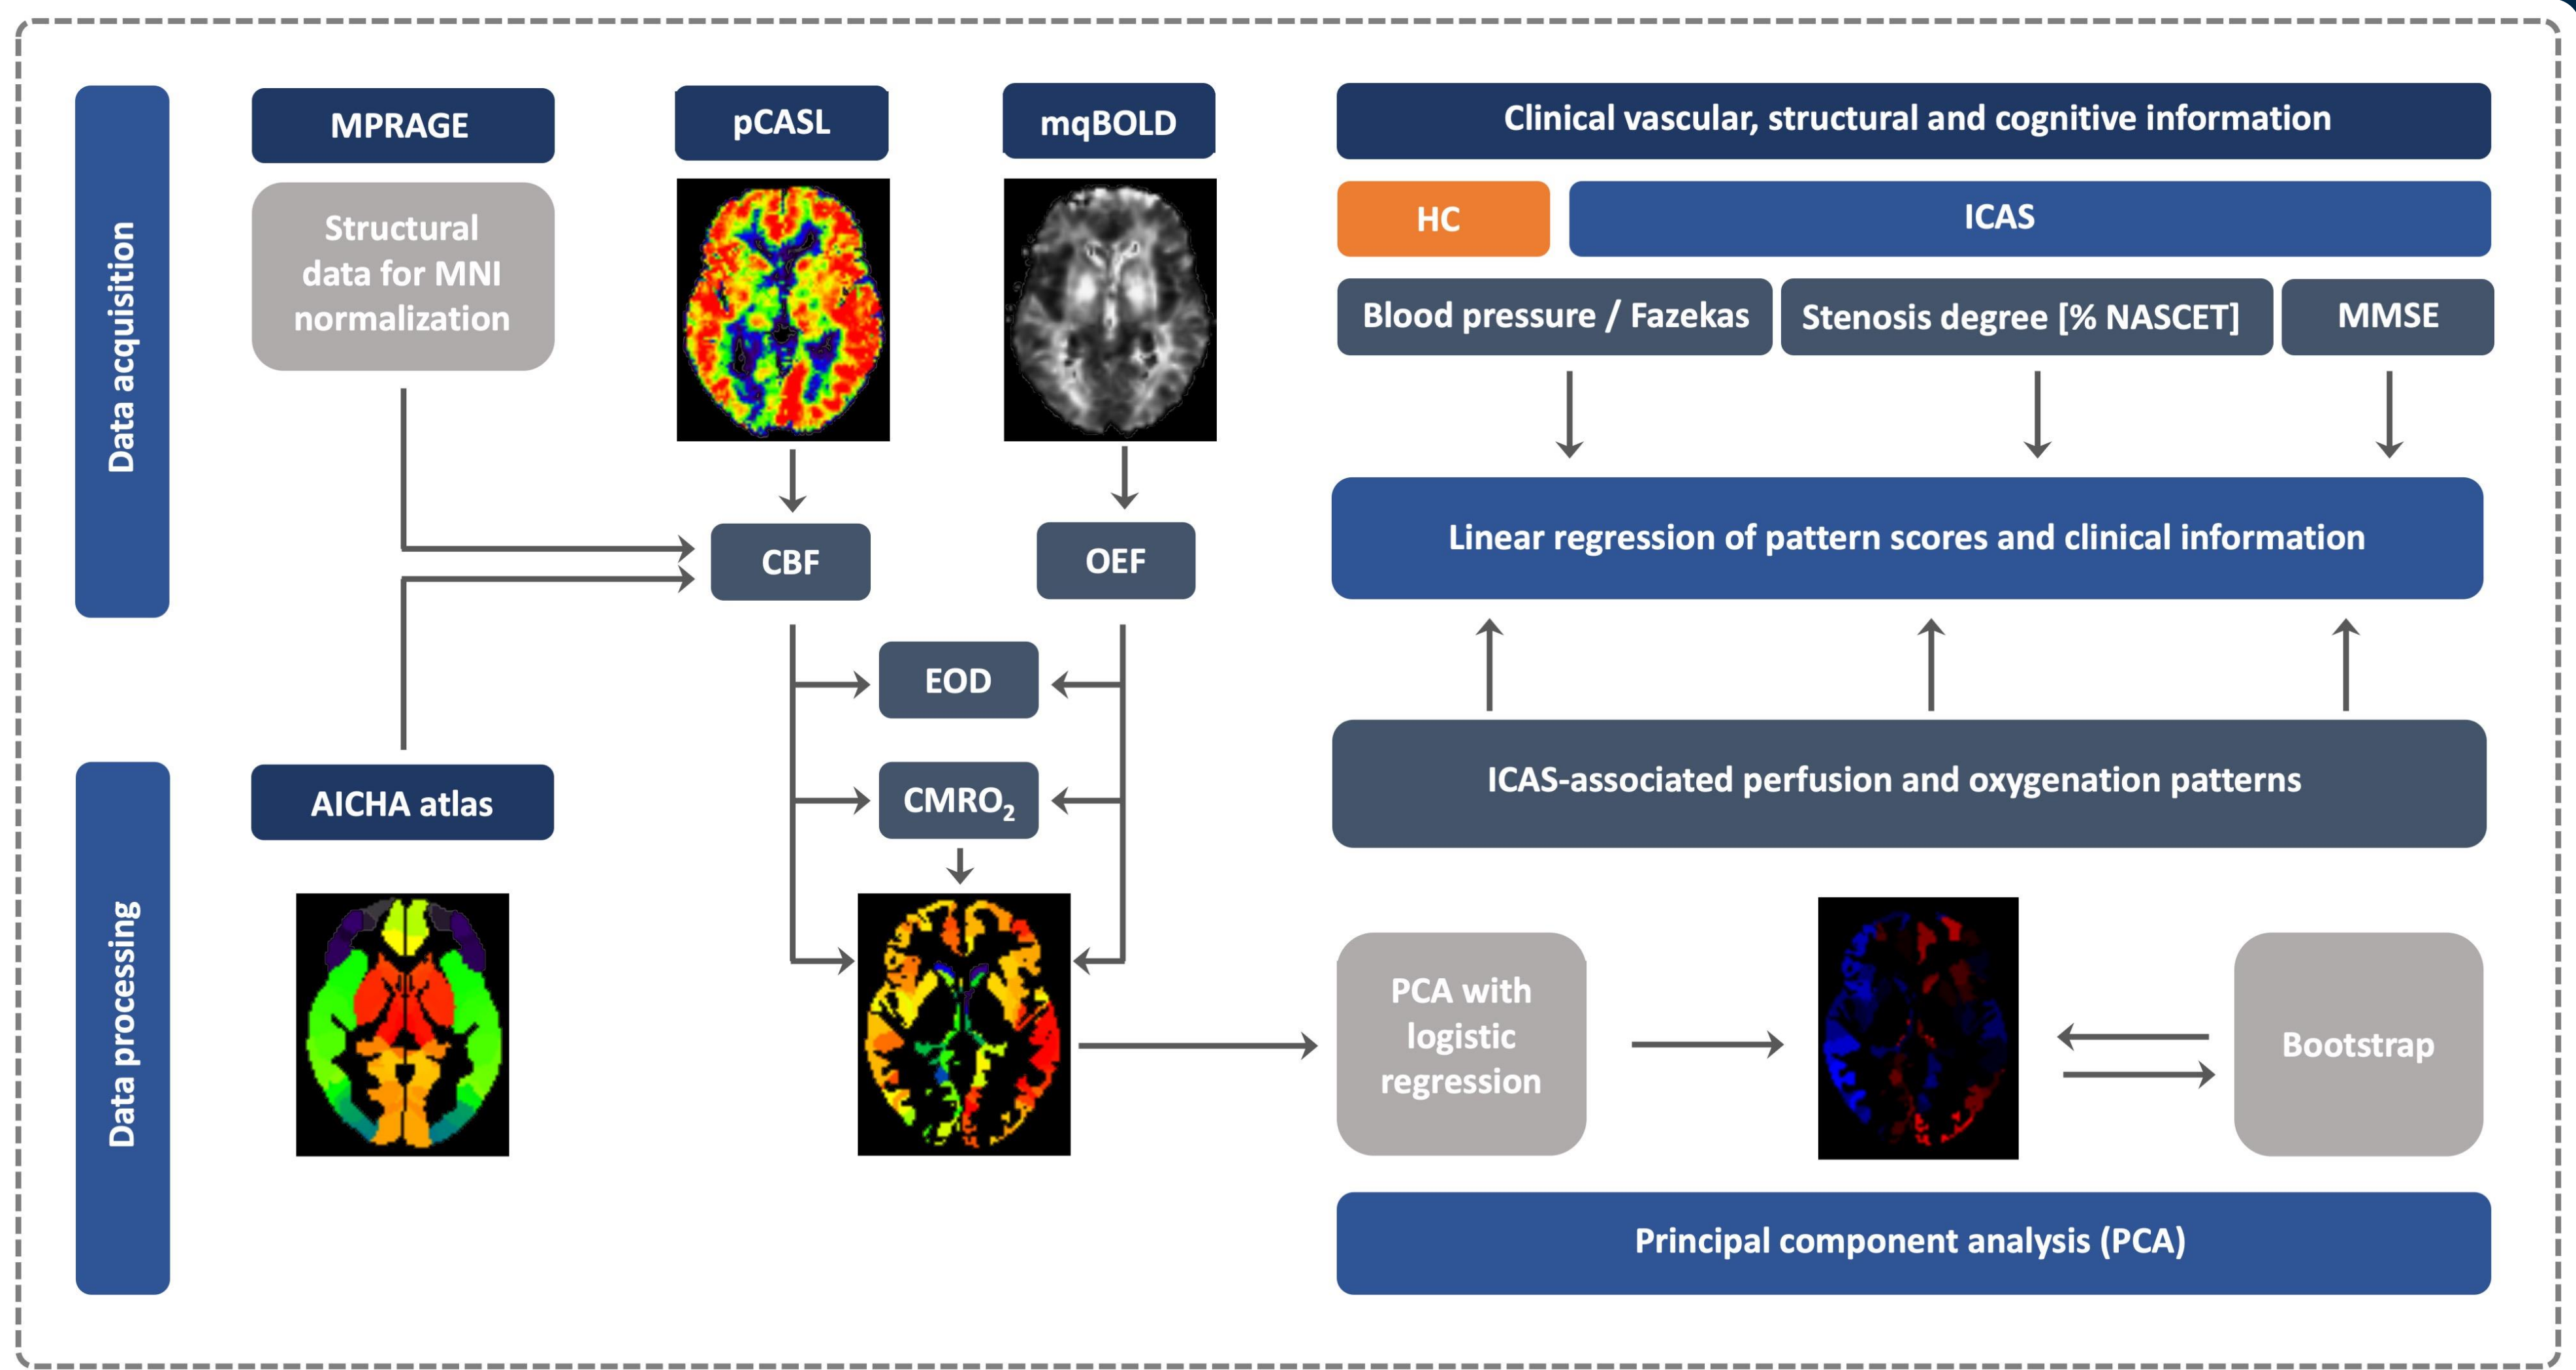 Data acquisition
MPRAGE
Structural
data for MNI
normalization
pCASL
mqBOLD
CBF
OEF
EOD
CMRO₂
Data processing
AICHA atlas
Clinical vascular, structural and cognitive information
HC
ICAS
Blood pressure / Fazekas
Stenosis degree [% NASCET]
MMSE
Linear regression of pattern scores and clinical information
ICAS-associated perfusion and oxygenation patterns
PCA with
logistic
regression
Bootstrap
Principal component analysis (PCA)